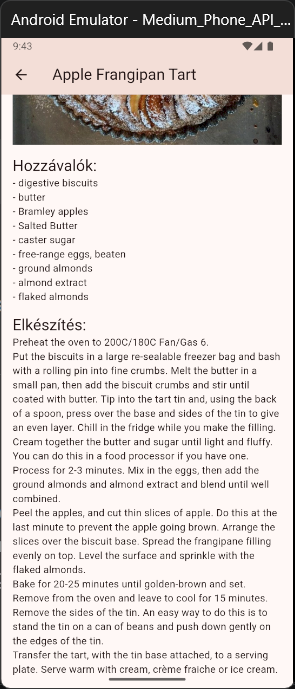 Android Emulator - Medium_Phone_API_...
9:43
Apple Frangipan Tart
Hozzávalók:
- digestive biscuits
- butter
- Bramley apples
- Salted Butter
- caster sugar
- free-range eggs, beaten
- ground almonds
- almond extract
- flaked almonds
Elkészítés:
Preheat the oven to 200C/180C Fan/Gas 6.
Put the biscuits in a large re-sealable freezer bag and bash
with a rolling pin into fine crumbs. Melt the butter in a
small pan, then add the biscuit crumbs and stir until
coated with butter. Tip into the tart tin and, using the back
of a spoon, press over the base and sides of the tin to give
an even layer. Chill in the fridge while you make the filling.
Cream together the butter and sugar until light and fluffy.
You can do this in a food processor if you have one.
Process for 2-3 minutes. Mix in the eggs, then add the
ground almonds and almond extract and blend until well
combined.
Peel the apples, and cut thin slices of apple. Do this at the
last minute to prevent the apple going brown. Arrange the
slices over the biscuit base. Spread the frangipane filling
evenly on top. Level the surface and sprinkle with the
flaked almonds.
Bake for 20-25 minutes until golden-brown and set.
Remove from the oven and leave to cool for 15 minutes.
Remove the sides of the tin. An easy way to do this is to
stand the tin on a can of beans and push down gently on
the edges of the tin.
Transfer the tart, with the tin base attached, to a serving
plate. Serve warm with cream, crème fraiche or ice cream.